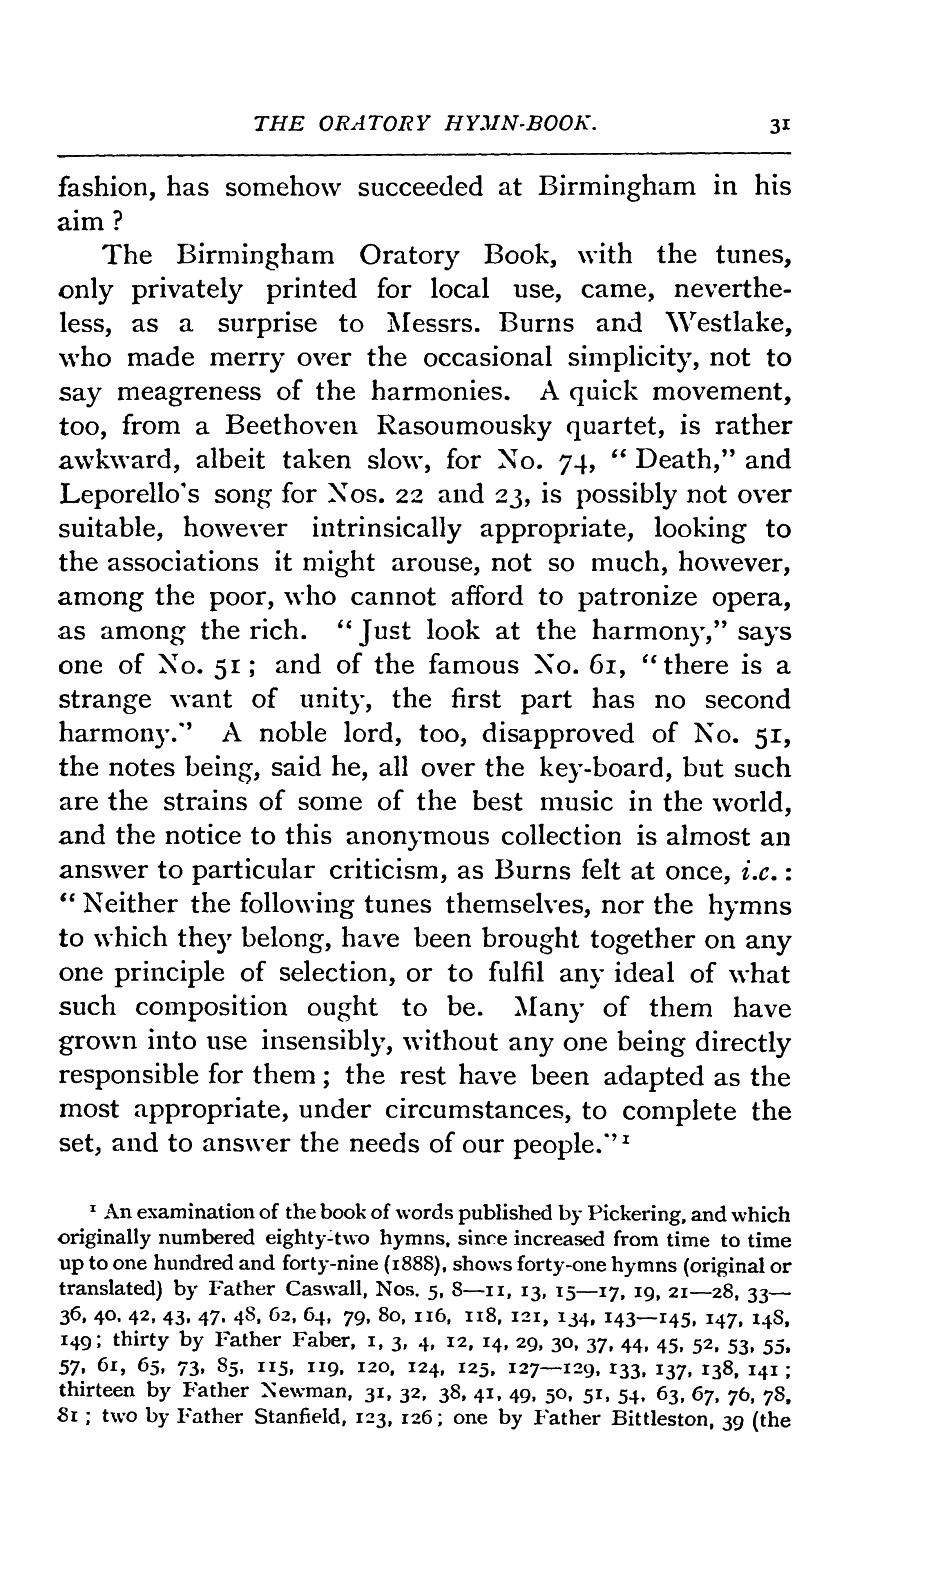 THE ORATORY HYMN-BOOK. 31
fashion, has somehow succeeded at Birmingham in his
aim ?
The Birmingham Oratory Book, with the tunes,
only privately printed for local use, came, neverthe-
less, as a surprise to Messrs. Burns and Westlake,
who made merry over the occasional simplicity, not to
say meagreness of the harmonies. A quick movement,
too, from a Beethoven Rasoumousky quartet, is rather
awkward, albeit taken slow, for No. 74, “ Death,” and
Leporello's song for Nos. 22 and 23, is possibly not over
suitable, however intrinsically appropriate, looking to
the associations it might arouse, not so much, however,
among the poor, who cannot afford to patronize opera,
as among the rich. “ Just look at the harmony,” says
one of No. 51 ; and of the famous No. 61, “ there is a
strange want of unity, the first part has no second
harmony.” A noble lord, too, disapproved of No. 51,
the notes being, said he, all over the key-board, but such
are the strains of some of the best music in the world,
and the notice to this anonymous collection is almost an
answer to particular criticism, as Burns felt at once, i.e. :
“ Neither the following tunes themselves, nor the hymns
to which they belong, have been brought together on any
one principle of selection, or to fulfil any ideal of what
such composition ought to be. Many of them have
grown into use insensibly, without any one being directly
responsible for them ; the rest have been adapted as the
most appropriate, under circumstances, to complete the
set, and to answer the needs of our people.” 1
1 An examination of the book of words published by Pickering, and which
originally numbered eighty-two hymns, since increased from time to time
up to one hundred and forty-nine (1888), shows forty-one hymns (original or
translated) by Father Caswall, Nos. 5, 8—11, 13, 15—17, 19, 21—28, 33—
36, 40, 42, 43, 47, 48, 62, 64, 79, 80, 116, 118, 121, 134, 143—145, 147, 148,
149 ; thirty by Father Faber, 1, 3, 4, 12, 14, 29, 30, 37, 44, 45, 52, 53, 55,
57, 61, 65, 73, 85, 115, 119, 120, 124, 125, 127—129, 133, 137, 138, 141 ;
thirteen by Father Newman, 31, 32, 38, 41, 49, 50, 51, 54, 63, 67, 76, 78,
81 ; two by Father Stanfield, 123, 126 ; one by Father Bittleston, 39 (the